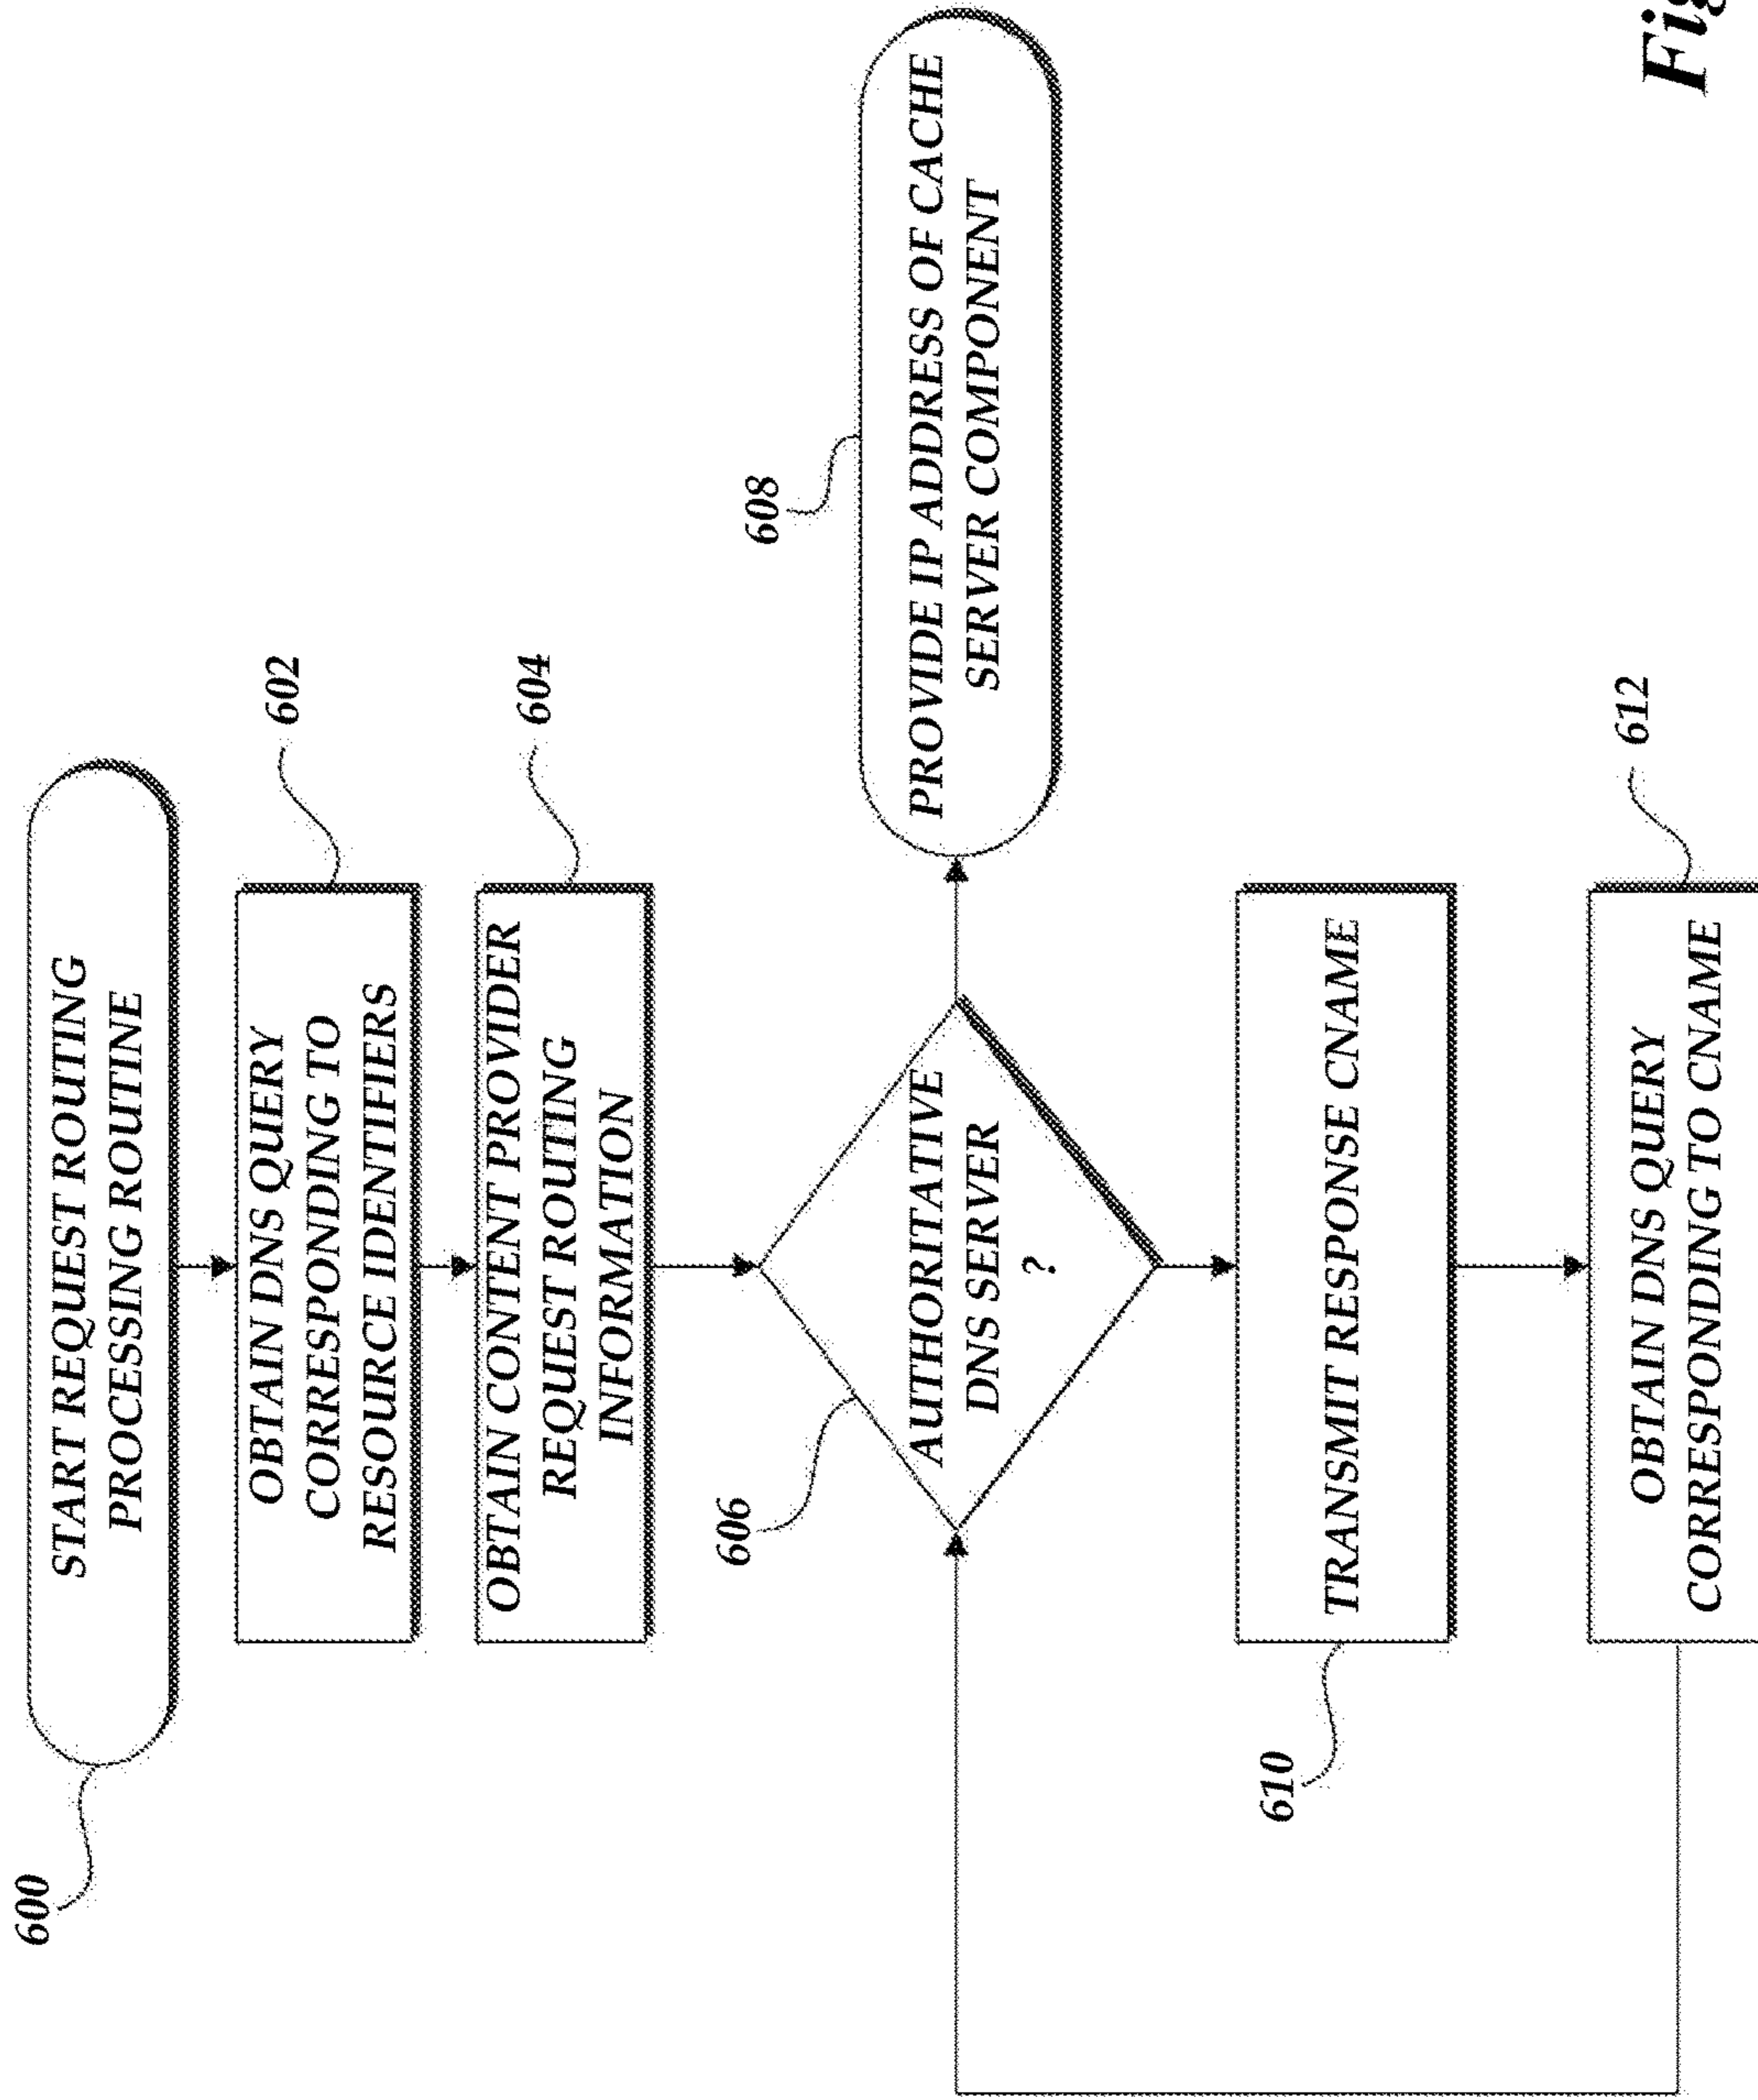 600
START REQUEST ROUTING
PROCESSING ROUTINE
OBTAIN DNS QUERY
CORRESPONDING TO
RESOURCE IDENTIFIERS
602
OBTAIN CONTENT PROVIDER
REQUEST ROUTING
INFORMATION
604
606
AUTHORITATIVE
DNS SERVER
?
608
PROVIDE IP ADDRESS OF CACHE
SERVER COMPONENT
610
TRANSMIT RESPONSE CNAME
612
OBTAIN DNS QUERY
CORRESPONDING TO CNAME